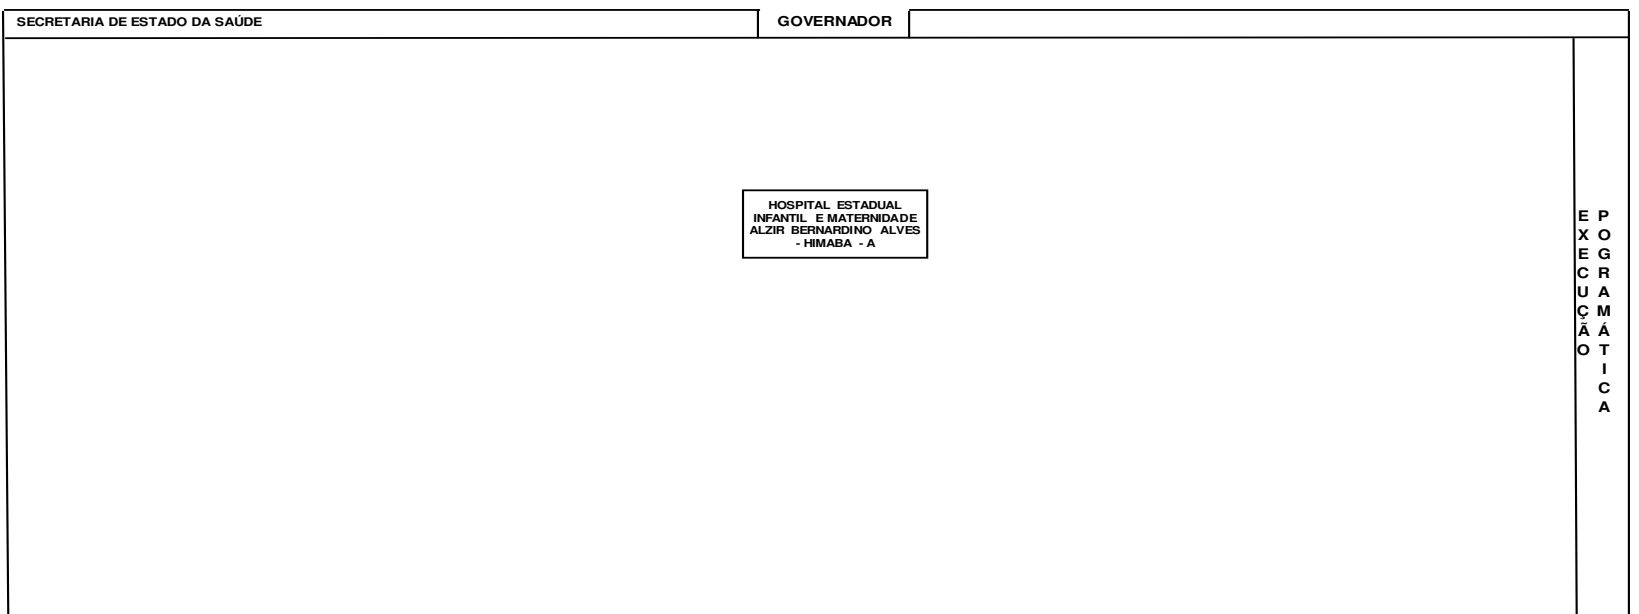 SECRETARIA DE ESTADO DA SAÚDE
GOVERNADOR
HOSPITAL ESTADUAL
INFANTIL E MATERNIDADE
ALZIR BERNARDINO ALVES
- HIMABA - A
EXECUÇÃO
POGRAMÁTICA